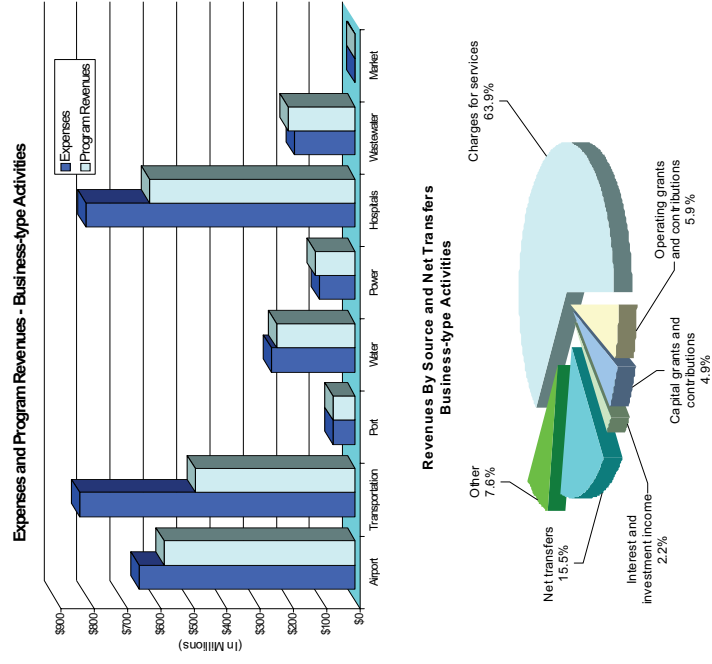 Expenses and Program Revenues - Business-type Activities
Expenses
Program Revenues
$900
$800
$700
$600
$500
$400
$300
$200
$100
$0
(In Millions)
Airport
Transportation
Port
Water
Power
Hospitals
Wastewater
Market
Revenues By Source and Net Transfers
Business-type Activities
Charges for services
63.9%
Operating grants
and contributions
5.9%
Capital grants and
contributions
4.9%
Interest and
investment income
2.2%
Net transfers
15.5%
Other
7.6%